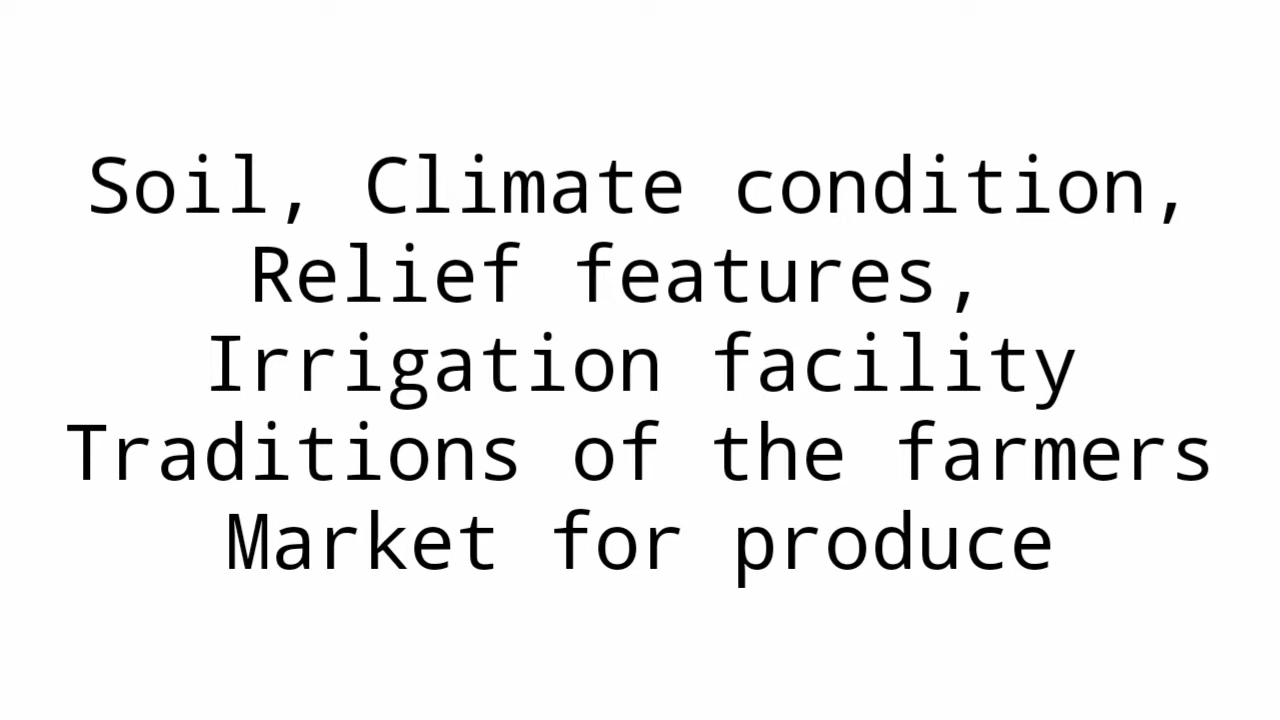 Soil, Climate condition,
Relief features,
Irrigation facility
Traditions of the farmers
Market for produce